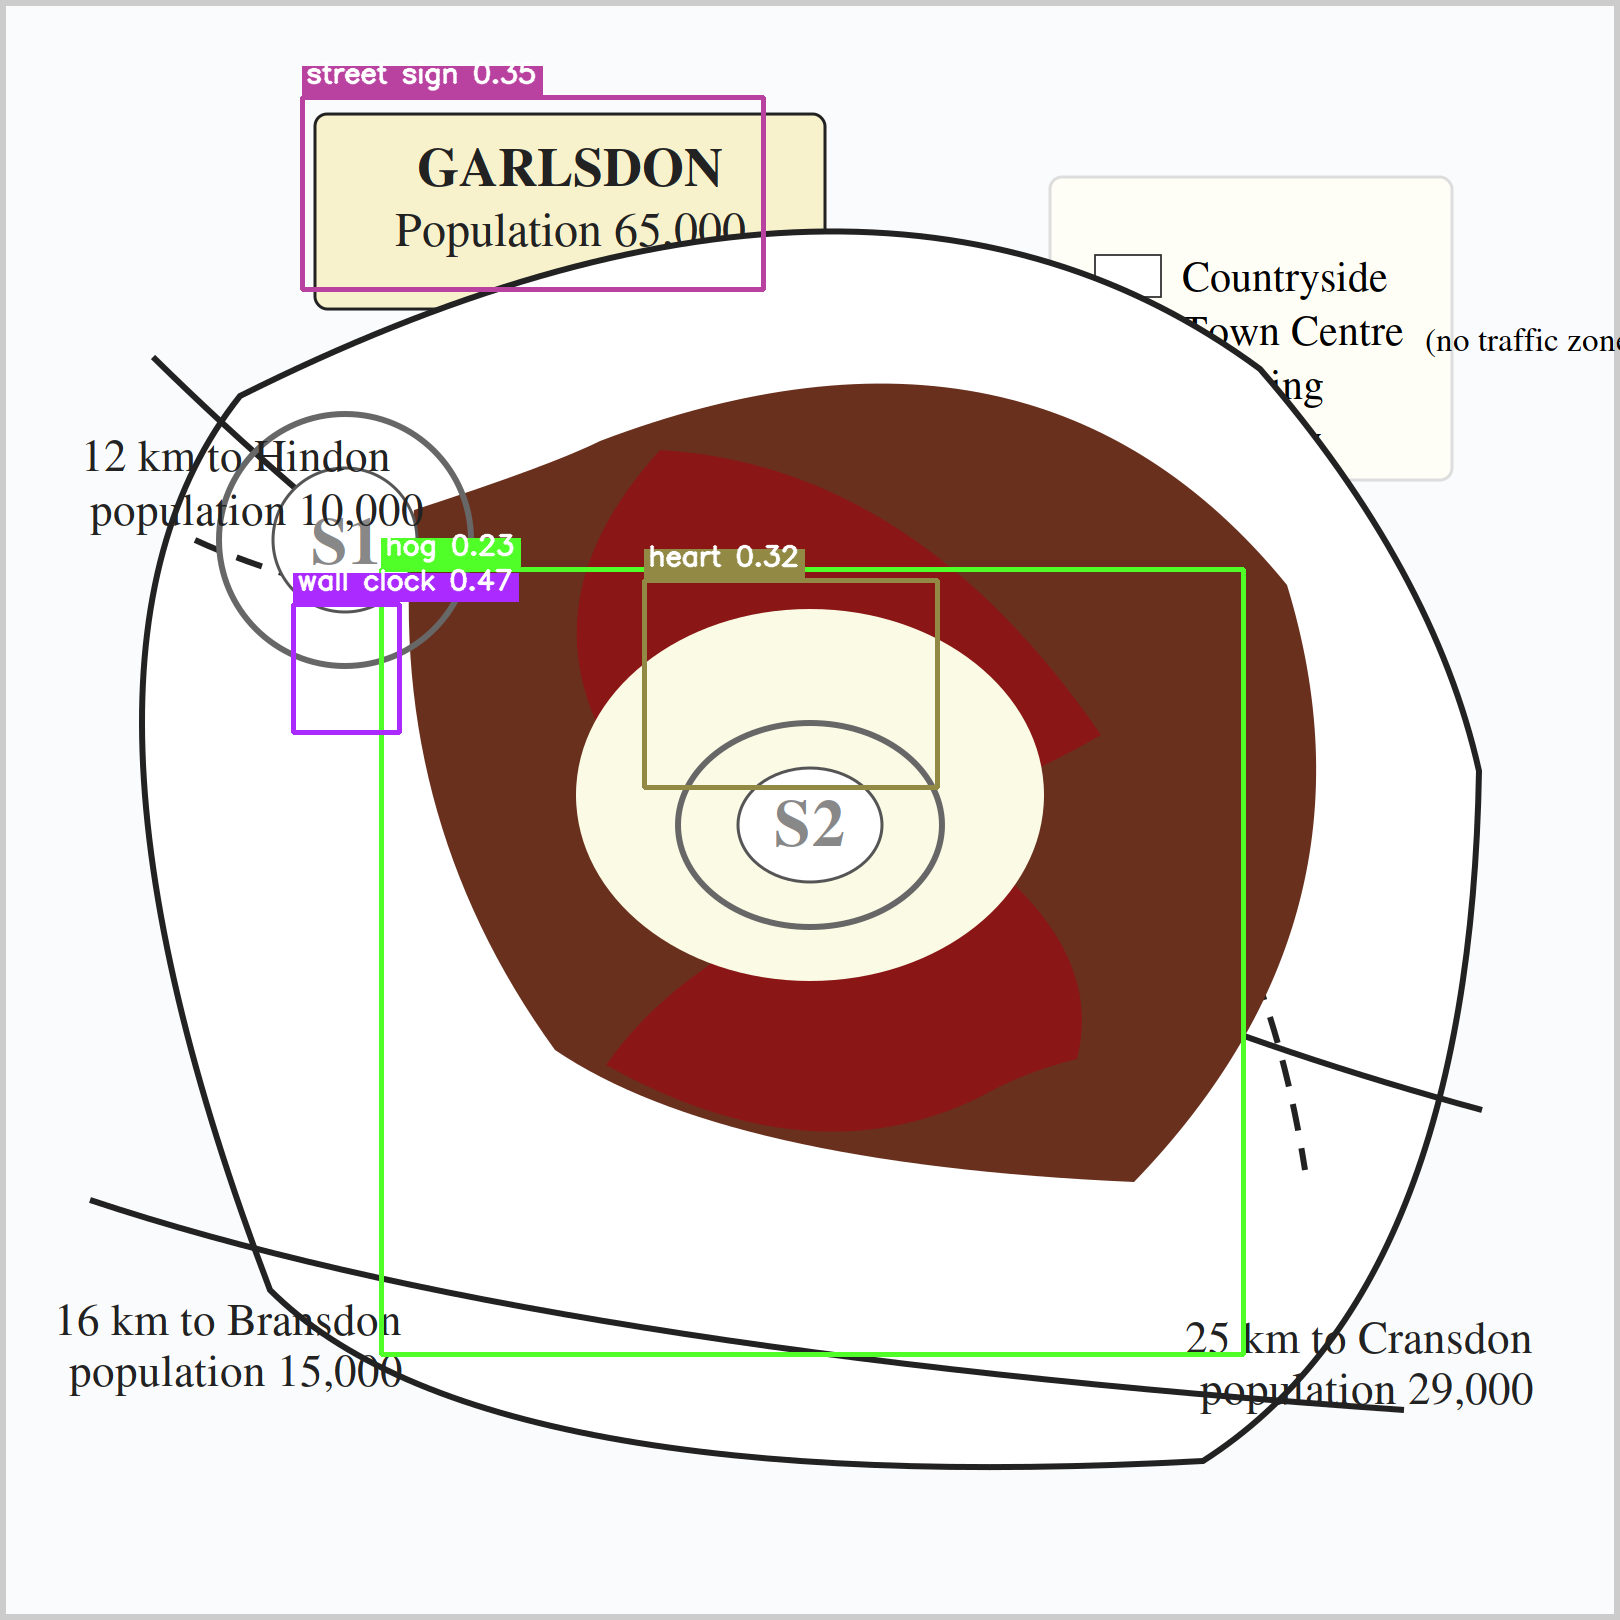 street sign 0.35
GARLSDON
Population 65,000
Countryside
Town Centre (no traffic zone
12 km to Hindon
population 10,000
S1
hog 0.23
wall clock 0.47
heart 0.32
S2
16 km to Bransdon
population 15,000
25 km to Cransdon
population 29,000